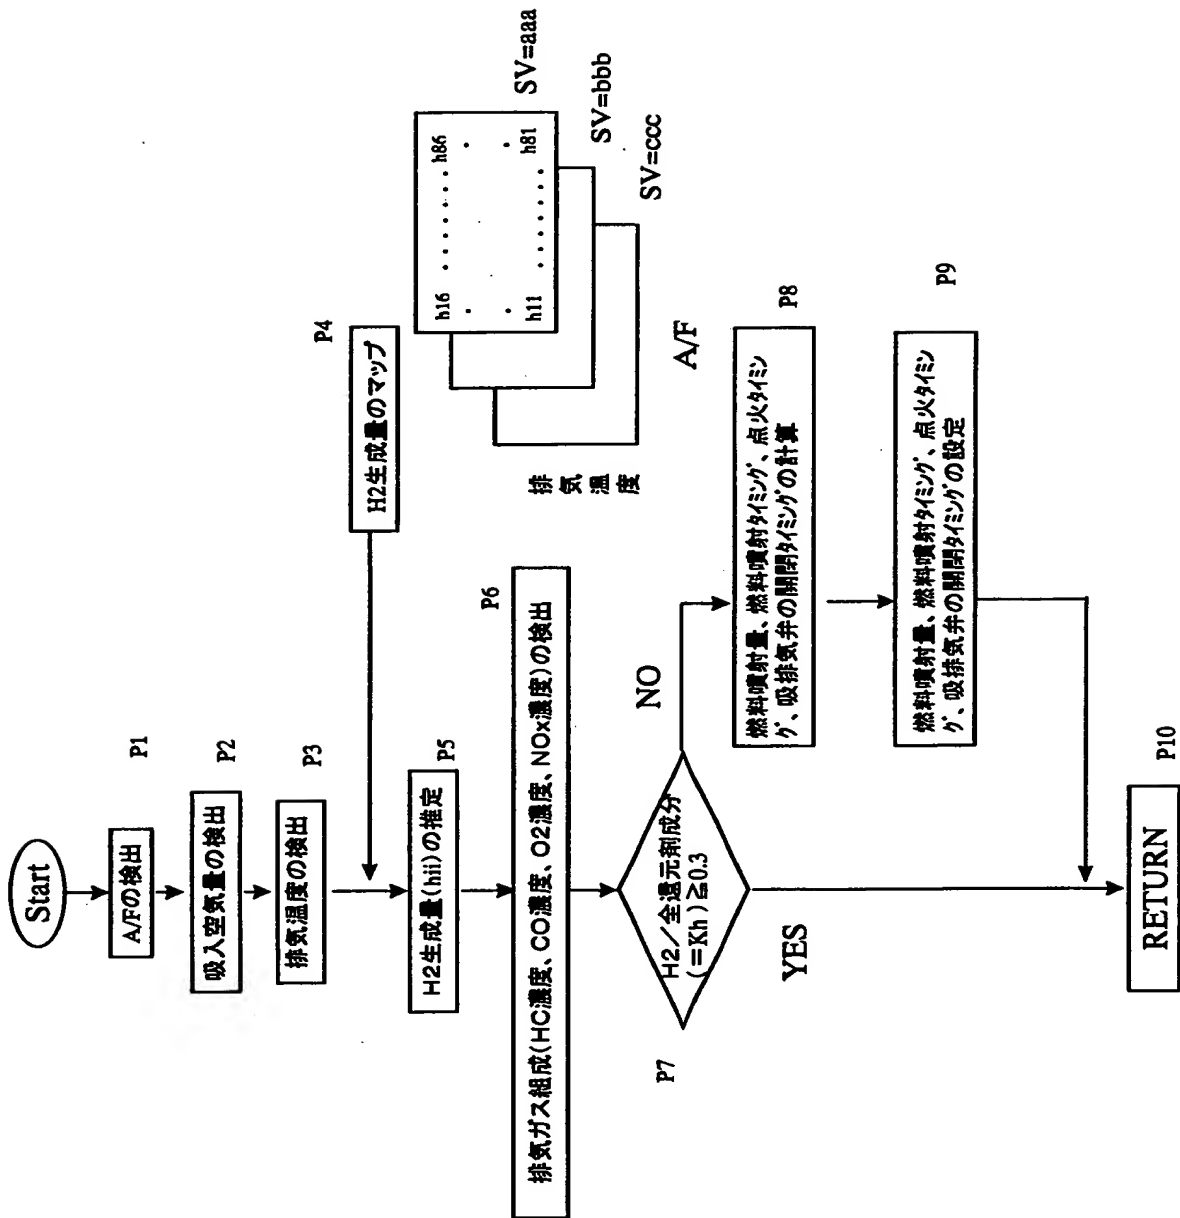 Start
A/Fの検出
P1
吸入空気量の検出
P2
排気温度の検出
P3
H2生成量のマップ
P4
h16 ・・・・・・・ h86
・ ・
・ ・
h11 ・・・・・・・ h81
SV=aaa
SV=bbb
SV=ccc
排気温度
A/F
H2生成量(hii)の推定
P5
排気ガス組成(HC濃度、CO濃度、O2濃度、NOx濃度)の検出
P6
H2/全還元剤成分
(=Kh)≧0.3
P7
NO
YES
燃料噴射量、燃料噴射タイミング、点火タイミン
グ、吸排気弁の開閉タイミングの計算
P8
燃料噴射量、燃料噴射タイミング、点火タイミン
グ、吸排気弁の開閉タイミングの設定
P9
RETURN
P10